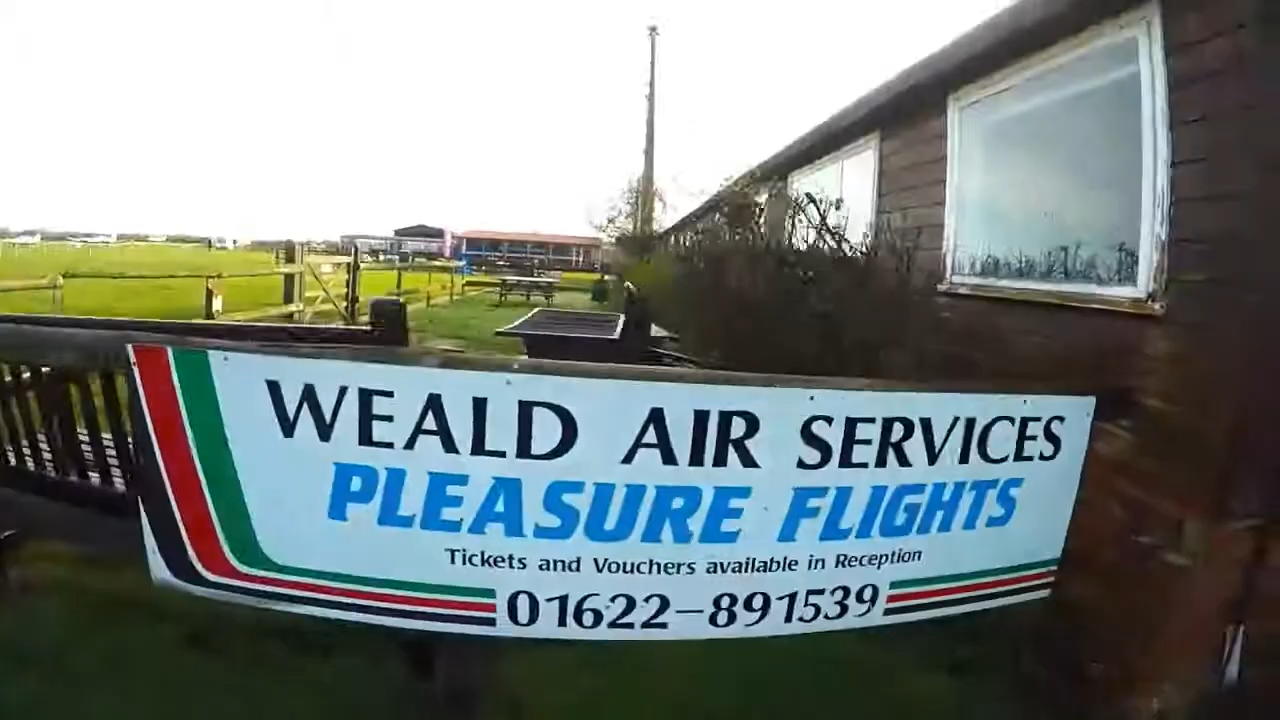 WEALD AIR SERVICES
PLEASURE FLIGHTS
Tickets and Vouchers available in Reception
01622-891539